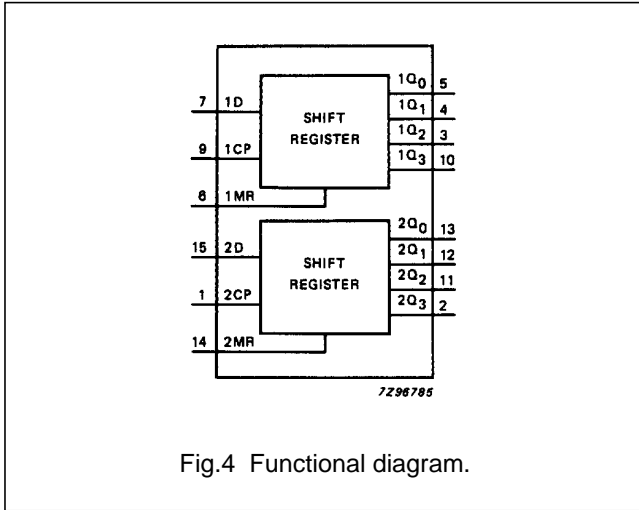 1Q0 5
7 1D
SHIFT
REGISTER
1Q1 4
1Q2 3
9 1CP
1Q3 10
6 1MR
2Q0 13
15 2D
SHIFT
REGISTER
2Q1 12
2Q2 11
1 2CP
2Q3 2
14 2MR
7Z96785
Fig.4 Functional diagram.